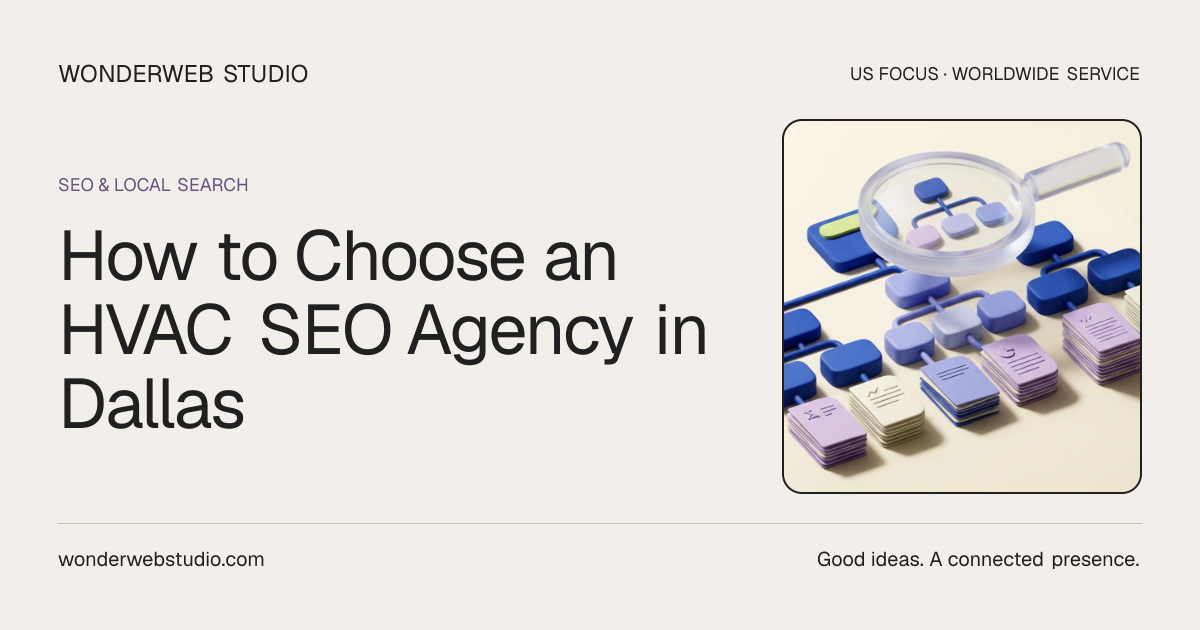 WONDERWEB STUDIO
US FOCUS · WORLDWIDE SERVICE
SEO & LOCAL SEARCH
How to Choose an
HVAC SEO Agency in
Dallas
wonderwebstudio.com
Good ideas. A connected presence.